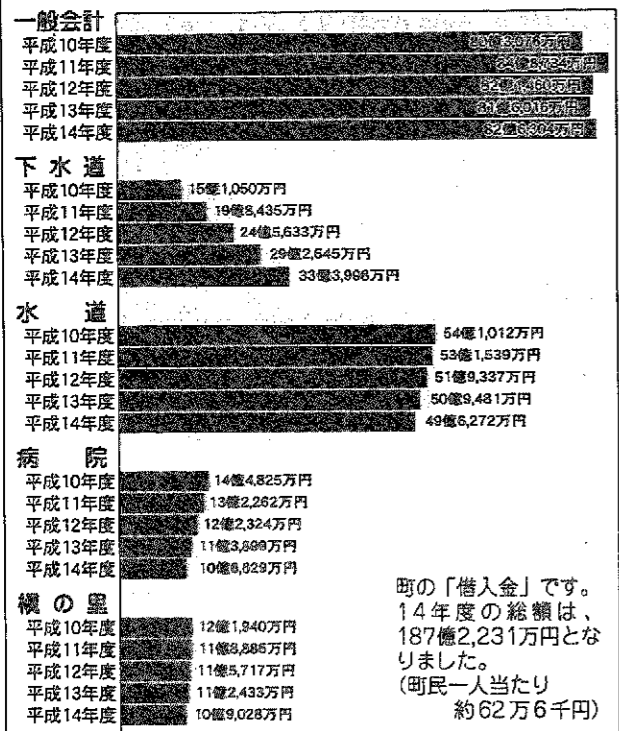 一般会計
平成10年度
平成11年度
平成12年度
平成13年度
平成14年度
下水道
平成10年度 15億1,050万円
平成11年度 19億8,435万円
平成12年度 24億5,633万円
平成13年度 29億2,645万円
平成14年度 33億3,996万円
水道
平成10年度 54億1,012万円
平成11年度 53億1,539万円
平成12年度 51億9,337万円
平成13年度 50億9,481万円
平成14年度 49億6,272万円
病院
平成10年度 14億4,825万円
平成11年度 13億2,262万円
平成12年度 12億2,324万円
平成13年度 11億3,899万円
平成14年度 10億6,829万円
槇の里
平成10年度 12億1,940万円
平成11年度 11億8,886万円
平成12年度 11億5,717万円
平成13年度 11億2,433万円
平成14年度 10億9,028万円
町の「借入金」です。
14年度の総額は、
187億2,231万円とな
りました。
(町民一人当たり
約62万6千円)